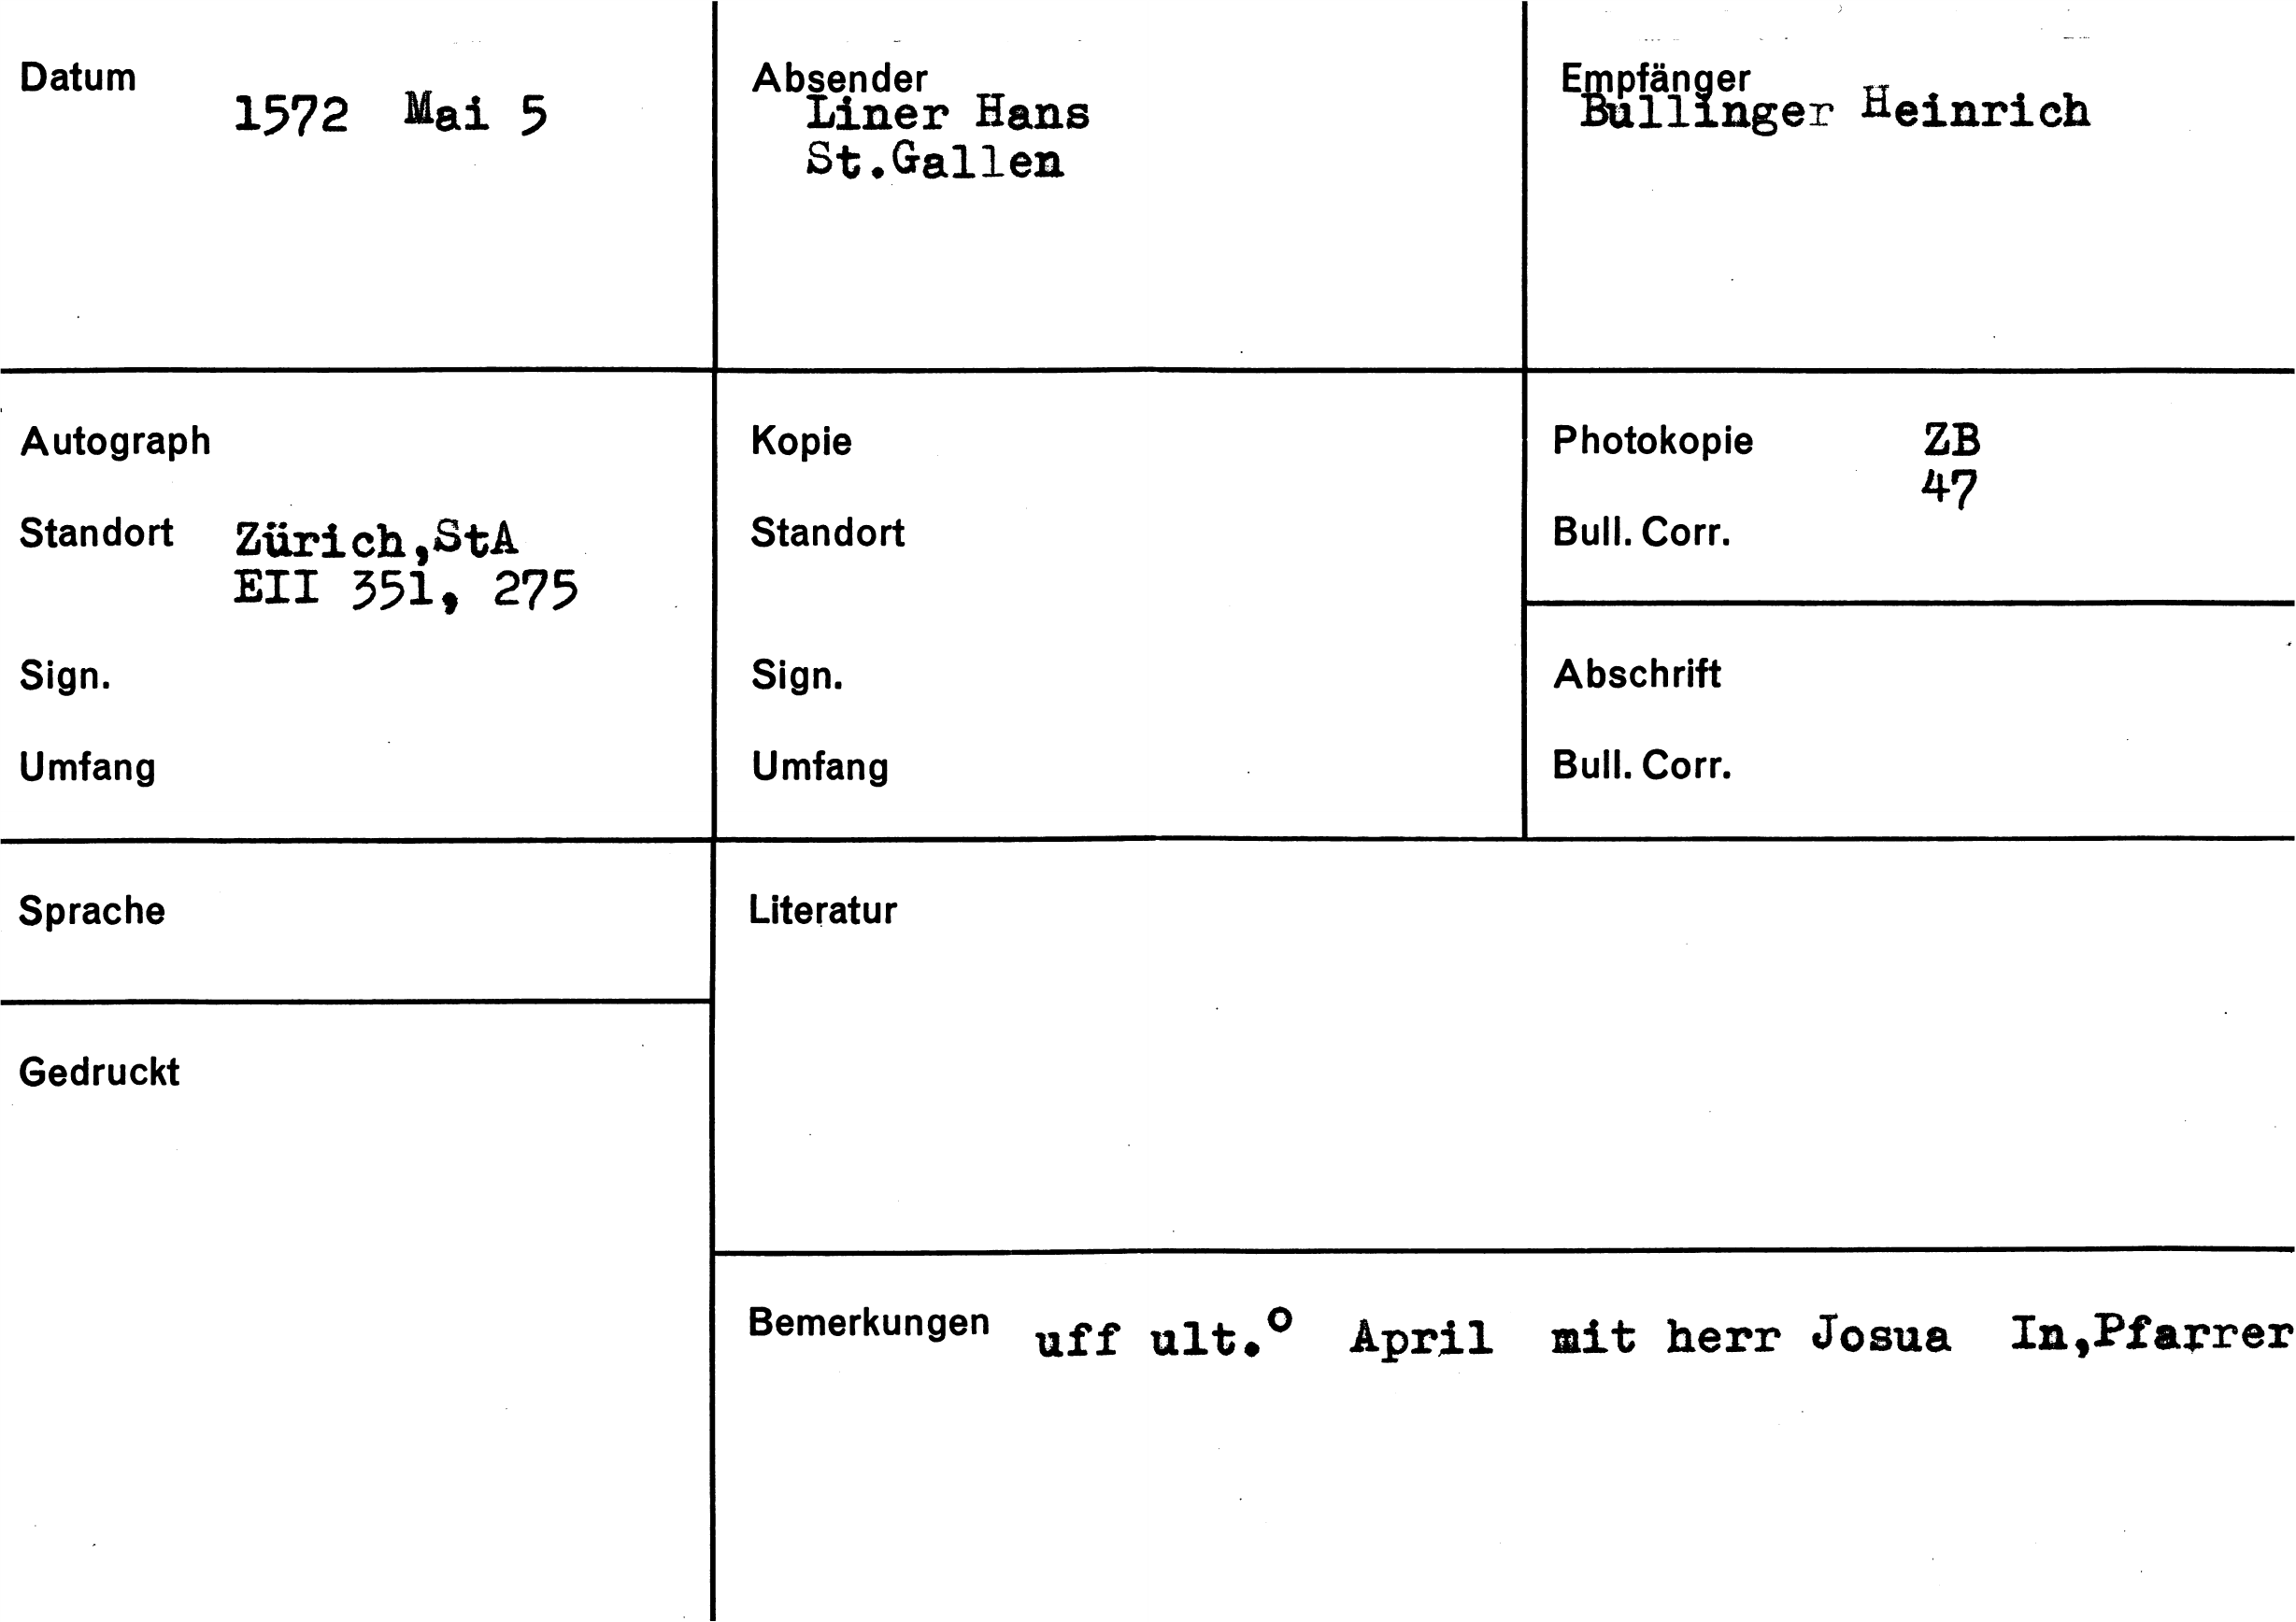 Datum
1572 Mai 5
Absender
Liner Hans
St.Gallen
Empfänger
Bullinger Heinrich
Autograph
Standort Zürich,StA
EII 351, 275
Sign.
Umfang
Kopie
Standort
Sign.
Umfang
Photokopie ZB
47
Bull. Corr.
Abschrift
Bull. Corr.
Sprache
Literatur
Gedruckt
Bemerkungen uff ult.º April mit herr Josua In,Pfarrer